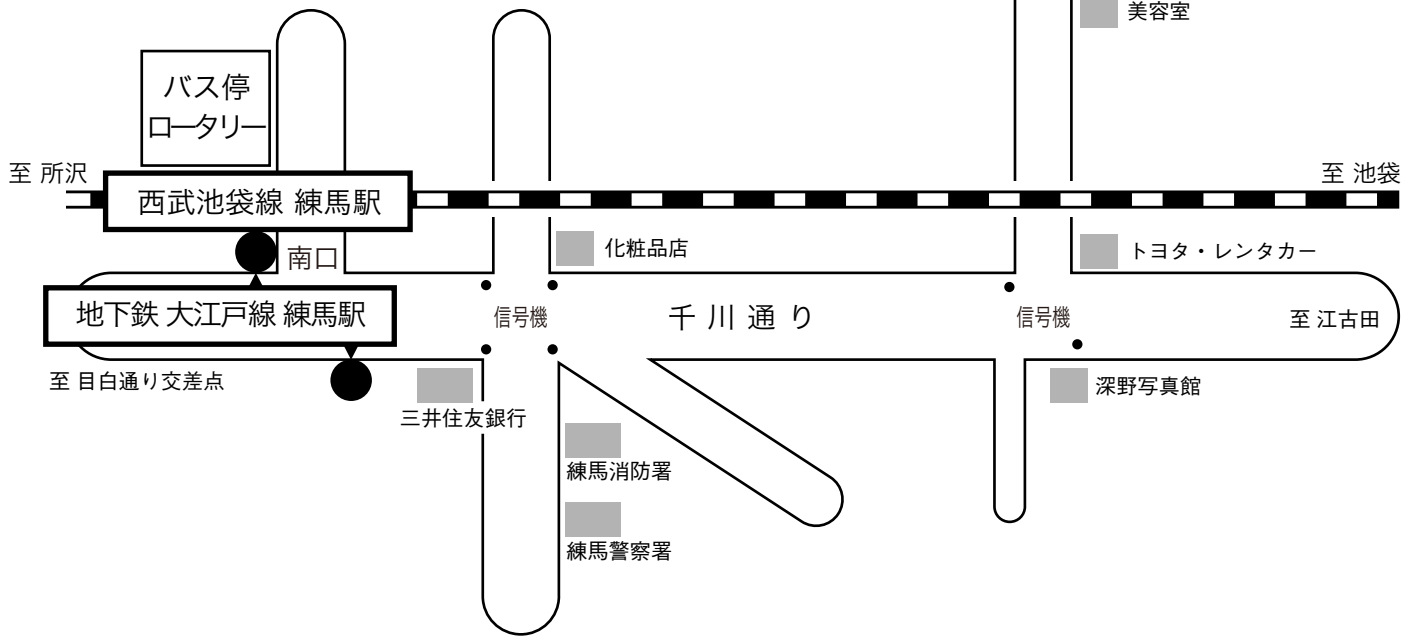 美容室
バス停
ロータリー
至 所沢
至 池袋
西武池袋線 練馬駅
南口
化粧品店
トヨタ・レンタカー
地下鉄 大江戸線 練馬駅
信号機
千川通り
信号機
至 江古田
至 目白通り交差点
三井住友銀行
深野写真館
練馬消防署
練馬警察署